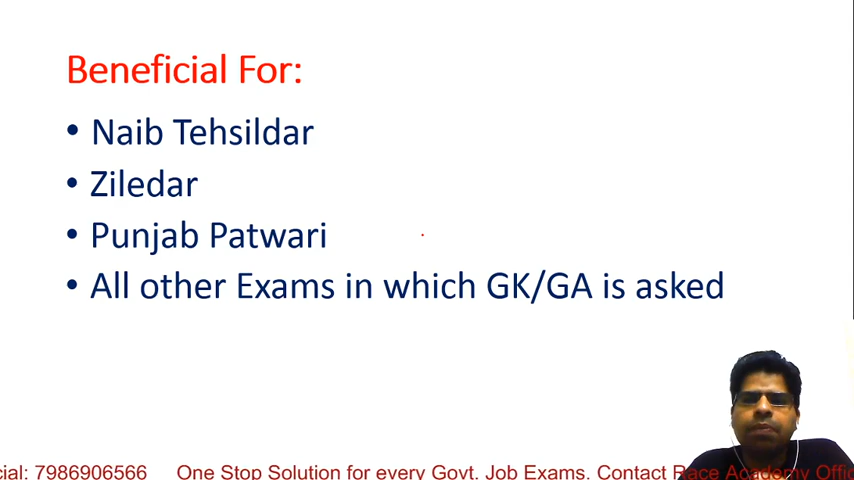 Beneficial For:
• Naib Tehsildar
• Ziledar
• Punjab Patwari
• All other Exams in which GK/GA is asked
cial: 7986906566 One Stop Solution for every Govt. Job Exams. Contact Race Academy Offic